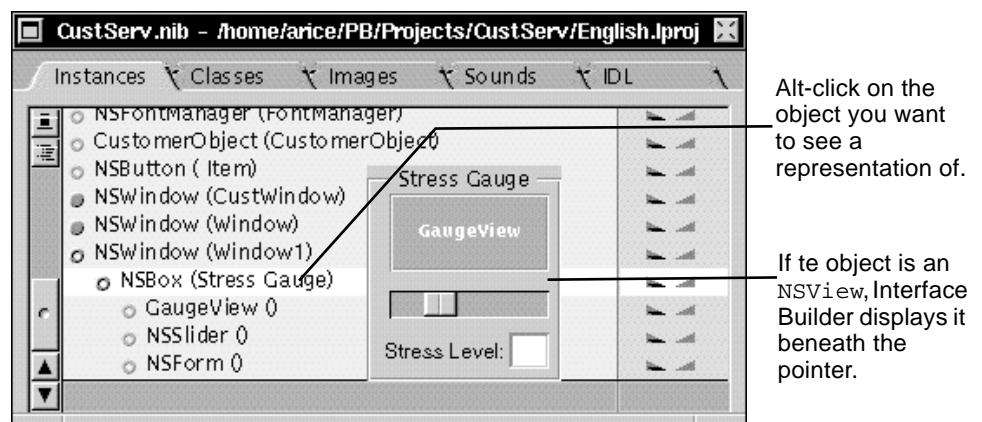 CustServ.nib – /home/arice/PB/Projects/CustServ/English.lproj
Instances Classes Images Sounds IDL
NSFontManager (FontManager)
CustomerObject (CustomerObject)
NSButton ( Item)
NSWindow (CustWindow)
NSWindow (Window)
NSWindow (Window1)
NSBox (Stress Gauge)
GaugeView ()
NSSlider ()
NSForm ()
Stress Gauge
GaugeView
Stress Level:
Alt-click on the
object you want
to see a
representation of.
If te object is an
NSView, Interface
Builder displays it
beneath the
pointer.